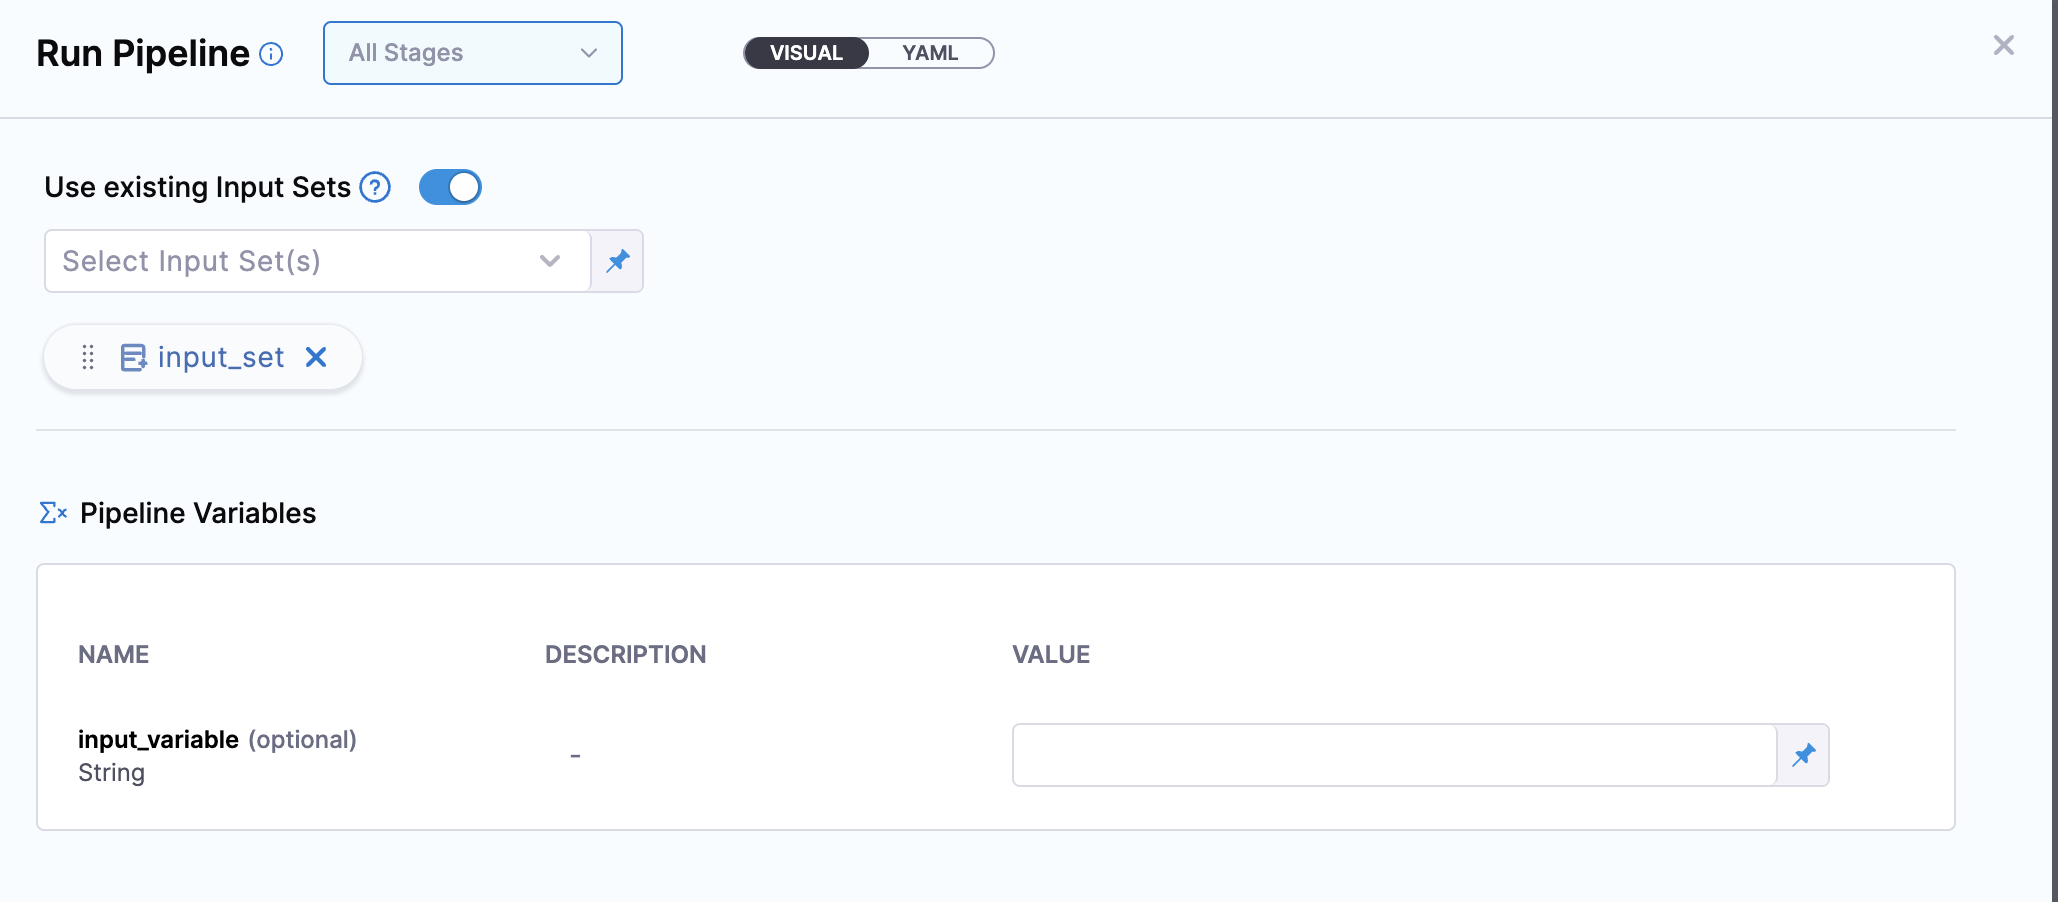 Run Pipeline
All Stages
VISUAL
YAML
Use existing Input Sets
Select Input Set(s)
input_set
Pipeline Variables
NAME DESCRIPTION VALUE
input_variable (optional)
String
-